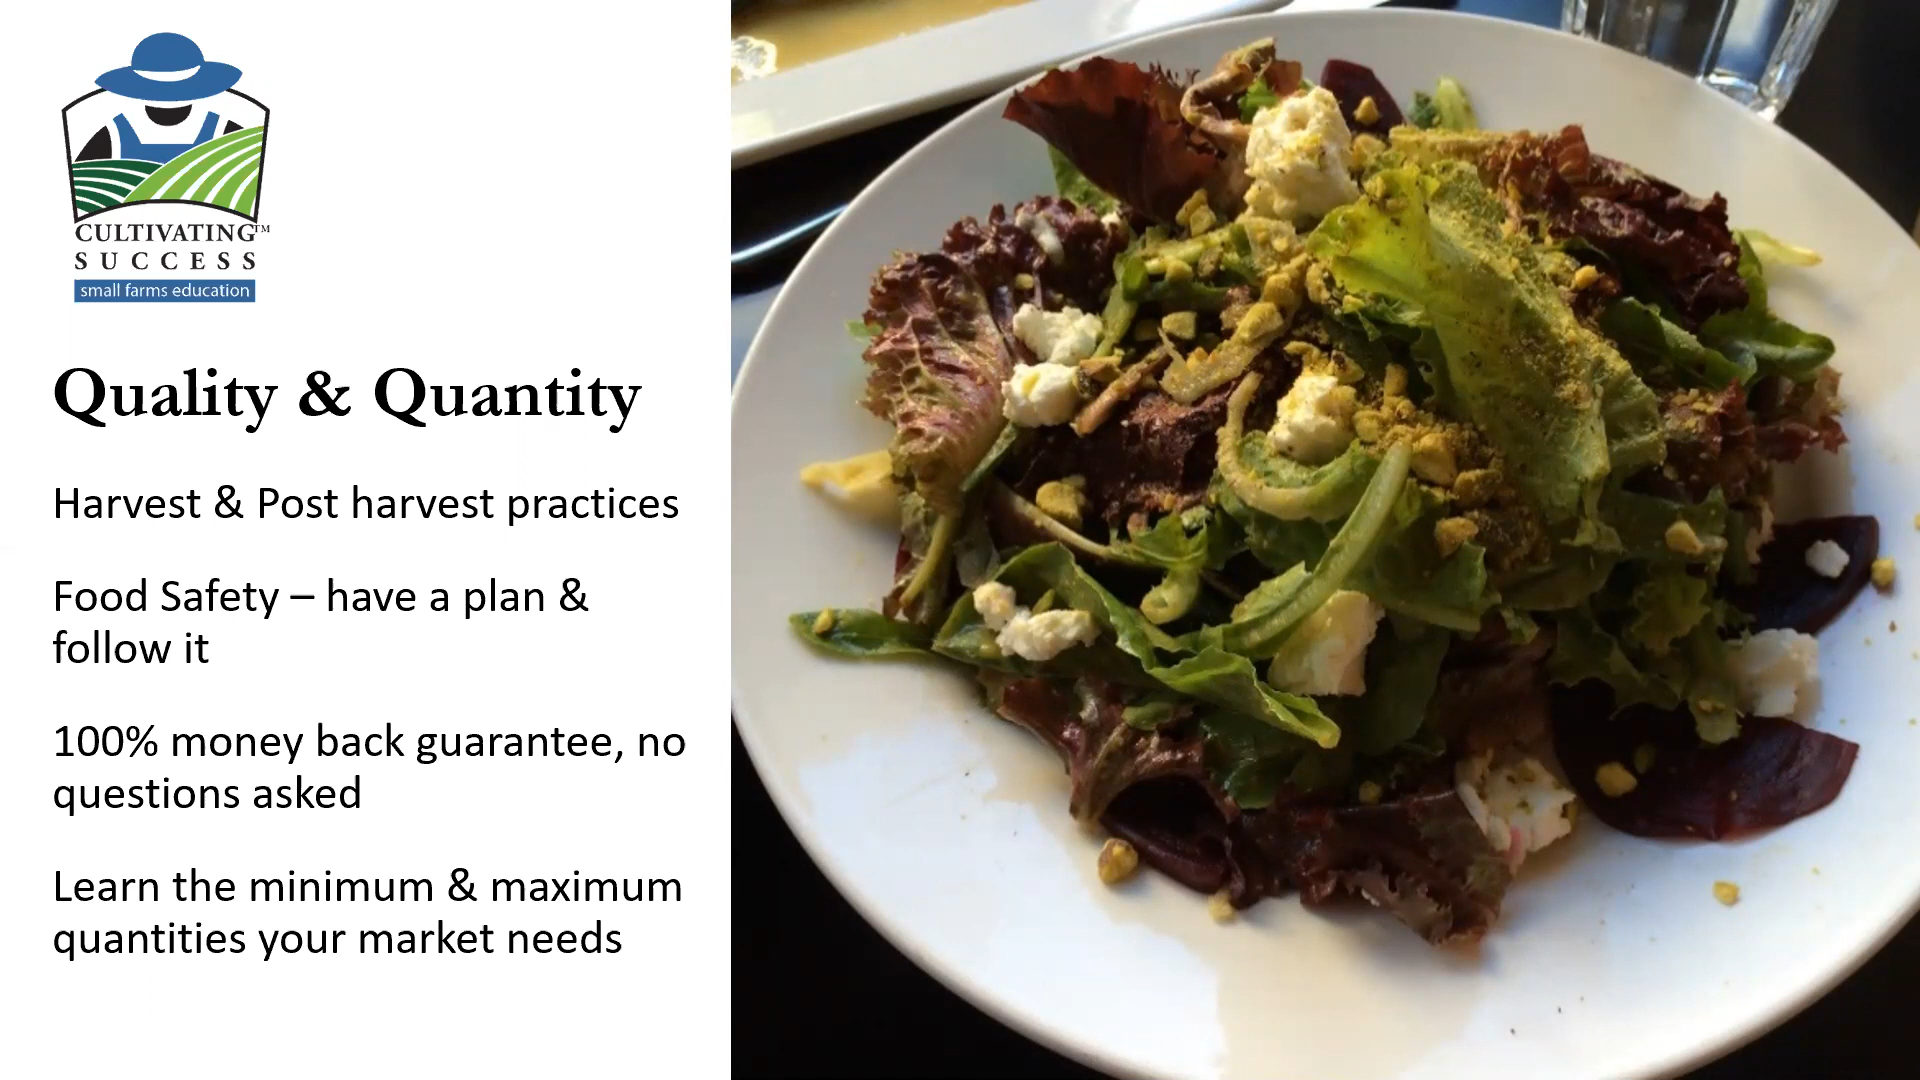 CULTIVATING™
SUCCESS
small farms education
Quality & Quantity
Harvest & Post harvest practices
Food Safety – have a plan &
follow it
100% money back guarantee, no
questions asked
Learn the minimum & maximum
quantities your market needs